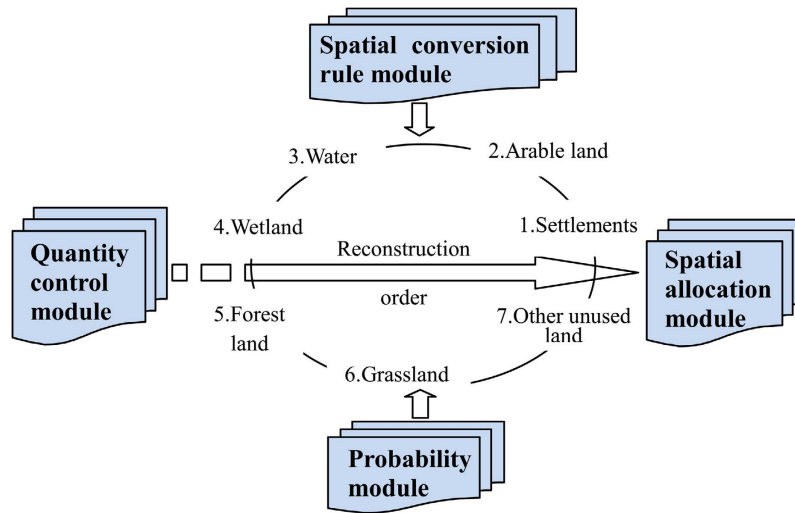 Spatial conversion
rule module
3.Water
2.Arable land
4.Wetland
1.Settlements
Quantity
control
module
Reconstruction
order
Spatial
allocation
module
5.Forest
land
7.Other unused
land
6.Grassland
Probability
module